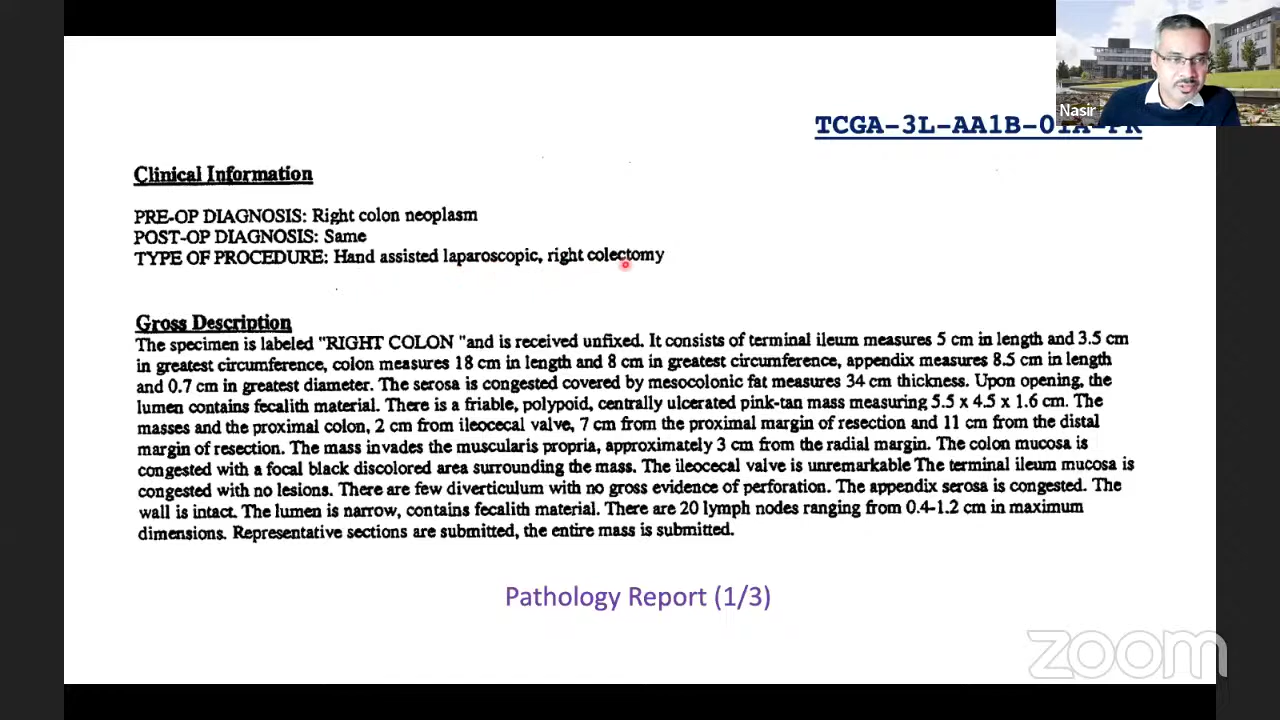 Nasir
TCGA-3L-AA1B-01A-PR
Clinical Information
PRE-OP DIAGNOSIS: Right colon neoplasm
POST-OP DIAGNOSIS: Same
TYPE OF PROCEDURE: Hand assisted laparoscopic, right colectomy
Gross Description
The specimen is labeled "RIGHT COLON "and is received unfixed. It consists of terminal ileum measures 5 cm in length and 3.5 cm
in greatest circumference, colon measures 18 cm in length and 8 cm in greatest circumference, appendix measures 8.5 cm in length
and 0.7 cm in greatest diameter. The serosa is congested covered by mesocolonic fat measures 34 cm thickness. Upon opening, the
lumen contains fecalith material. There is a friable, polypoid, centrally ulcerated pink-tan mass measuring 5.5 x 4.5 x 1.6 cm. The
masses and the proximal colon, 2 cm from ileocecal valve, 7 cm from the proximal margin of resection and 11 cm from the distal
margin of resection. The mass invades the muscularis propria, approximately 3 cm from the radial margin. The colon mucosa is
congested with a focal black discolored area surrounding the mass. The ileocecal valve is unremarkable The terminal ileum mucosa is
congested with no lesions. There are few diverticulum with no gross evidence of perforation. The appendix serosa is congested. The
wall is intact. The lumen is narrow, contains fecalith material. There are 20 lymph nodes ranging from 0.4-1.2 cm in maximum
dimensions. Representative sections are submitted, the entire mass is submitted.
Pathology Report (1/3)
zoom